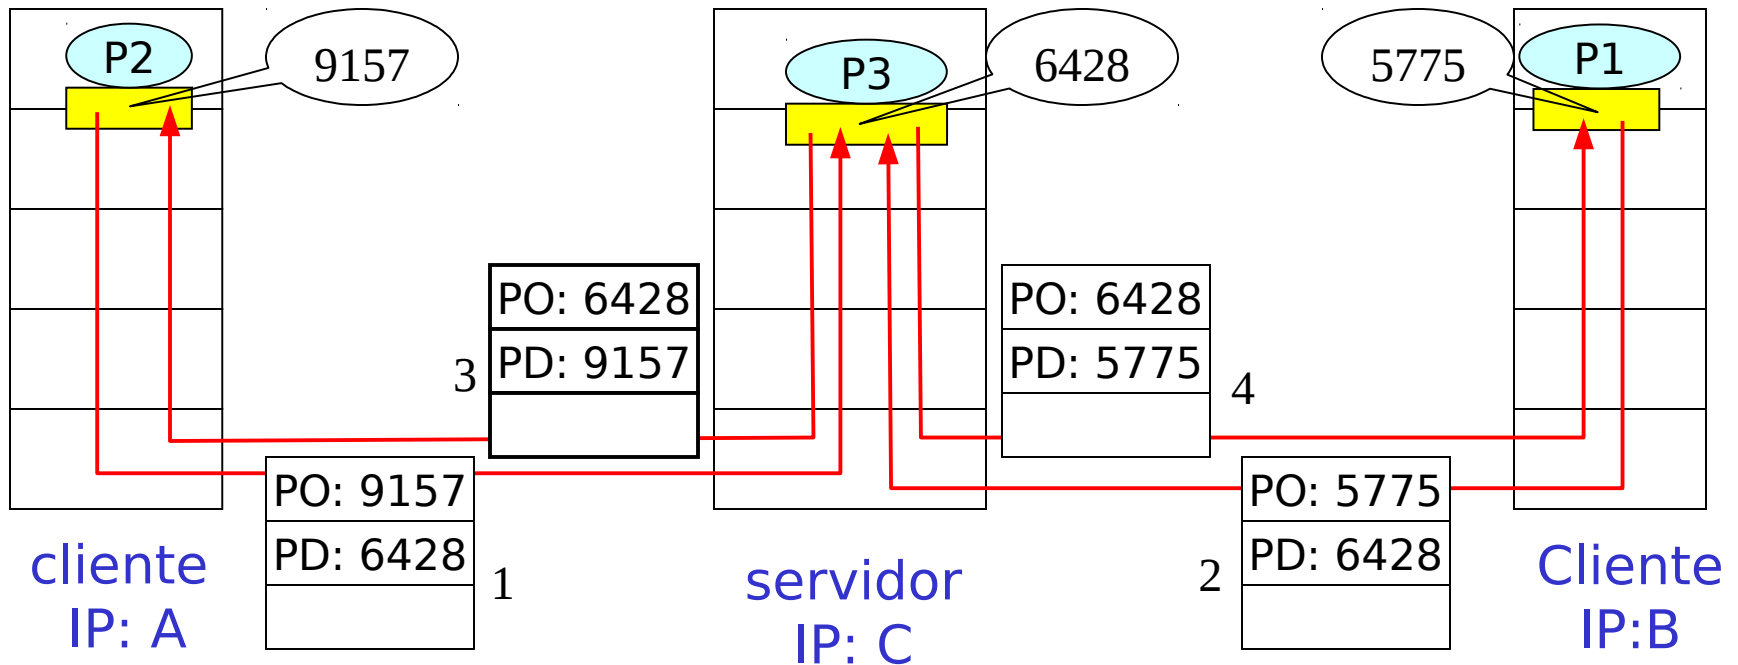 P2
9157
P3
6428
5775
P1
PO: 6428
PD: 9157
3
PO: 6428
PD: 5775
4
PO: 9157
PD: 6428
1
PO: 5775
PD: 6428
2
cliente
IP: A
servidor
IP: C
Cliente
IP:B